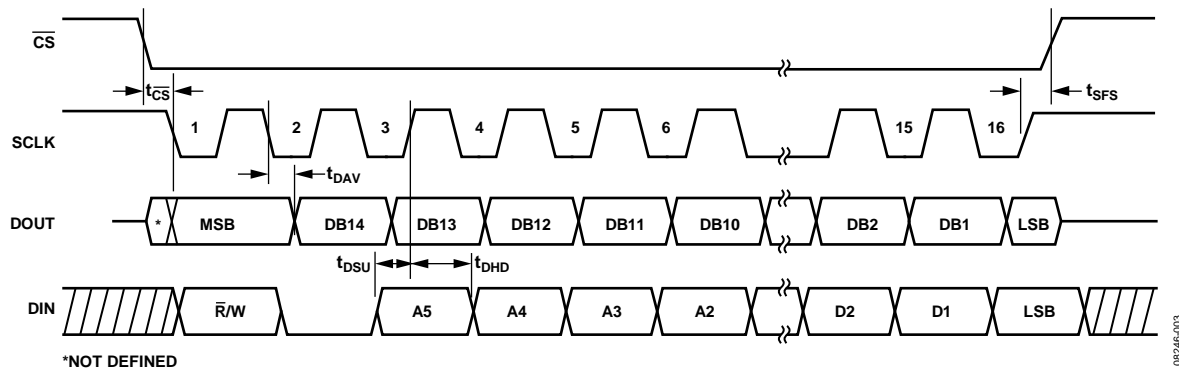 CS
tCS
tSFS
SCLK
1 2 3 4 5 6 15 16
tDAV
DOUT
* MSB DB14 DB13 DB12 DB11 DB10 DB2 DB1 LSB
tDSU tDHD
DIN
R̅/W A5 A4 A3 A2 D2 D1 LSB
*NOT DEFINED
08246-003